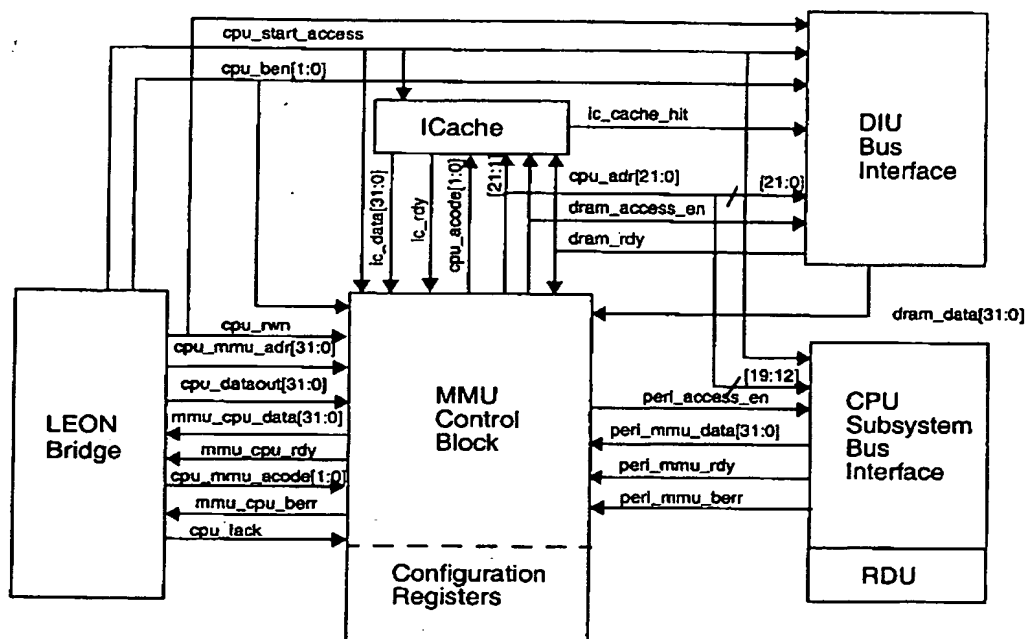 cpu_start_access
cpu_ben[1:0]
ICache
ic_cache_hit
DIU
Bus
Interface
ic_data[31:0]
ic_rdy
cpu_acode[1:0]
[21:1]
cpu_adr[21:0]
[21:0]
dram_access_en
dram_rdy
dram_data[31:0]
LEON
Bridge
cpu_rwn
cpu_mmu_adr[31:0]
cpu_dataout[31:0]
mmu_cpu_data[31:0]
mmu_cpu_rdy
cpu_mmu_acode[1:0]
mmu_cpu_berr
cpu_iack
MMU
Control
Block
Configuration
Registers
[19:12]
peri_access_en
peri_mmu_data[31:0]
peri_mmu_rdy
peri_mmu_berr
CPU
Subsystem
Bus
Interface
RDU